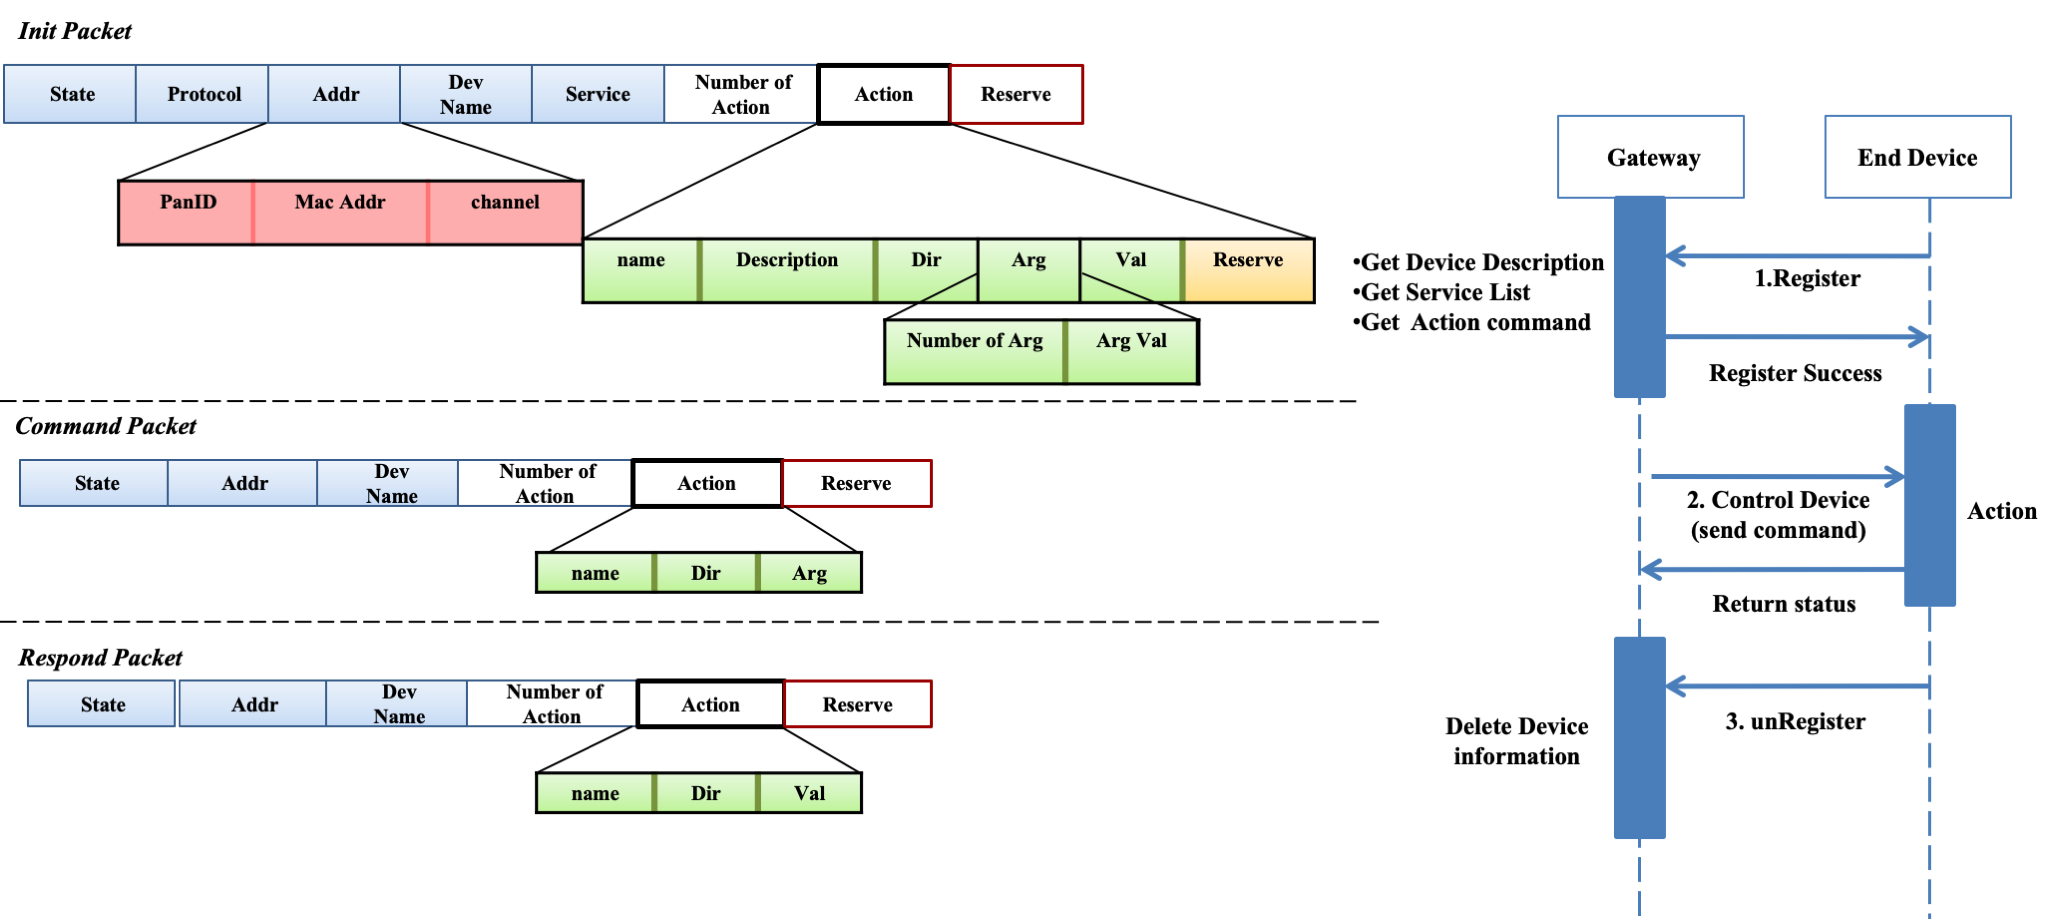 Init Packet
State Protocol Addr Dev Name Service Number of Action Action Reserve
PanID Mac Addr channel
name Description Dir Arg Val Reserve
Number of Arg Arg Val
Command Packet
State Addr Dev Name Number of Action Action Reserve
name Dir Arg
Respond Packet
State Addr Dev Name Number of Action Action Reserve
name Dir Val
Gateway End Device
•Get Device Description
•Get Service List
•Get Action command
1.Register
Register Success
2. Control Device
(send command)
Action
Return status
3. unRegister
Delete Device
information